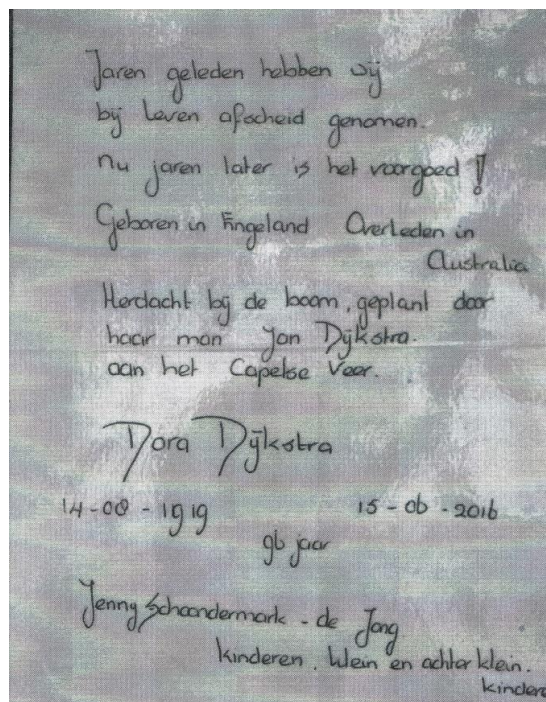 Jaren geleden hebben wij
bij leven afscheid genomen.
nu jaren later is het voorgoed!
Geboren in Engeland Overleden in
Australia
Herdacht bij de boom, geplant door
haar man Jan Dijkstra.
aan het Capelse Veer.
Dora Dijkstra
14-08-1919 15-06-2016
96 jaar
Jenny Schoondermark-de Jong
kinderen, klein en achterklein.
kinderen